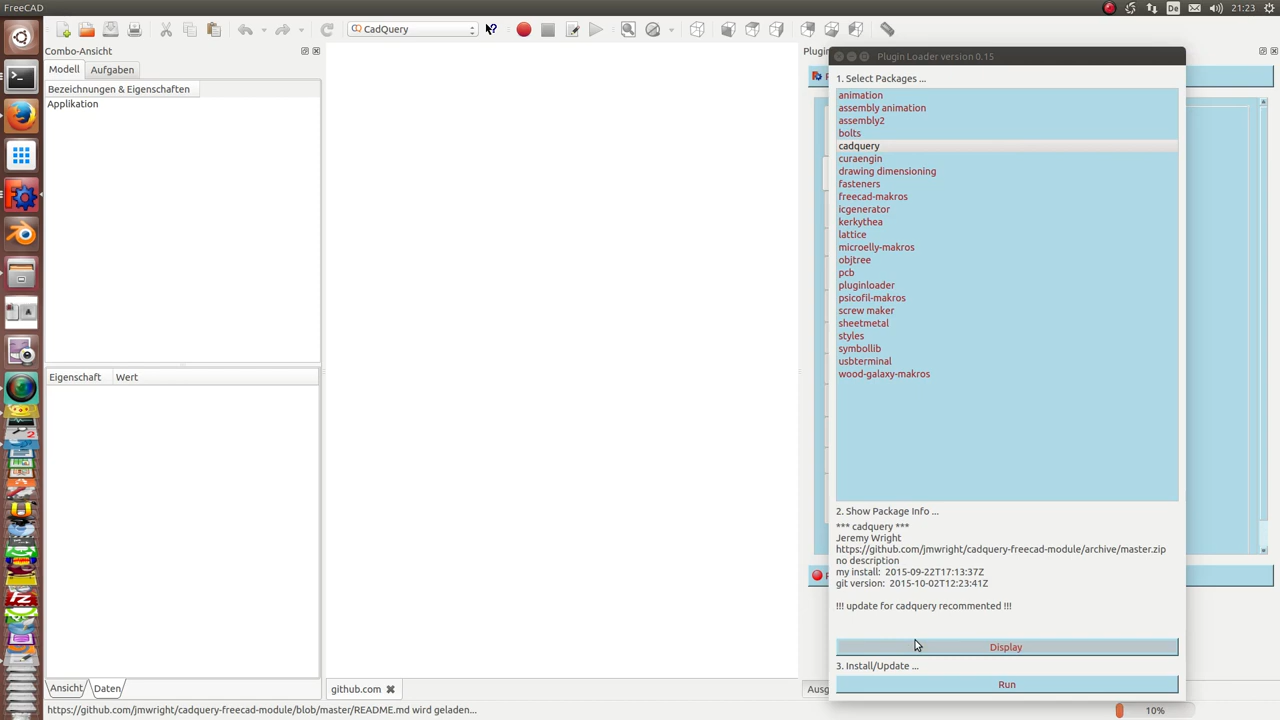 FreeCAD
De
21:23
CadQuery
Combo-Ansicht
Modell
Aufgaben
Bezeichnungen & Eigenschaften
Applikation
Eigenschaft
Wert
Ansicht
Daten
github.com
https://github.com/jmwright/cadquery-freecad-module/blob/master/README.md wird geladen...
10%
Plugin Loader version 0.15
1. Select Packages ...
animation
assembly animation
assembly2
bolts
cadquery
curaengin
drawing dimensioning
fasteners
freecad-makros
icgenerator
kerkythea
lattice
microelly-makros
objtree
pcb
pluginloader
psicofil-makros
screw maker
sheetmetal
styles
symbollib
usbterminal
wood-galaxy-makros
2. Show Package Info ...
*** cadquery ***
Jeremy Wright
https://github.com/jmwright/cadquery-freecad-module/archive/master.zip
no description
my install: 2015-09-22T17:13:37Z
git version: 2015-10-02T12:23:41Z
!!! update for cadquery recommented !!!
Display
3. Install/Update ...
Run